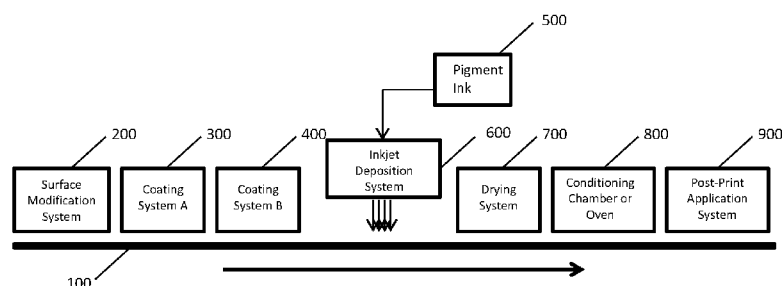 500
Pigment
Ink
200
300
400
600
700
800
900
Surface
Modification
System
Coating
System A
Coating
System B
Inkjet
Deposition
System
Drying
System
Conditioning
Chamber or
Oven
Post-Print
Application
System
100